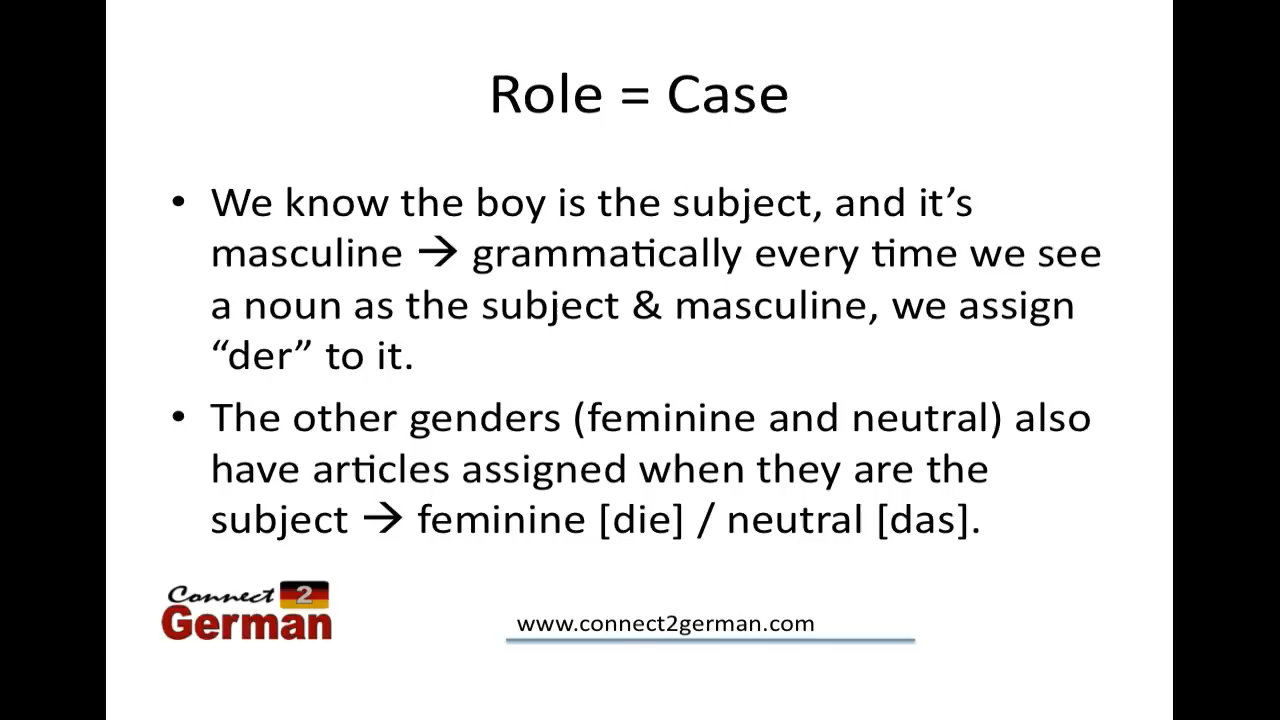 Role = Case
• We know the boy is the subject, and it’s
masculine → grammatically every time we see
a noun as the subject & masculine, we assign
“der” to it.
• The other genders (feminine and neutral) also
have articles assigned when they are the
subject → feminine [die] / neutral [das].
Connect 2
German
www.connect2german.com